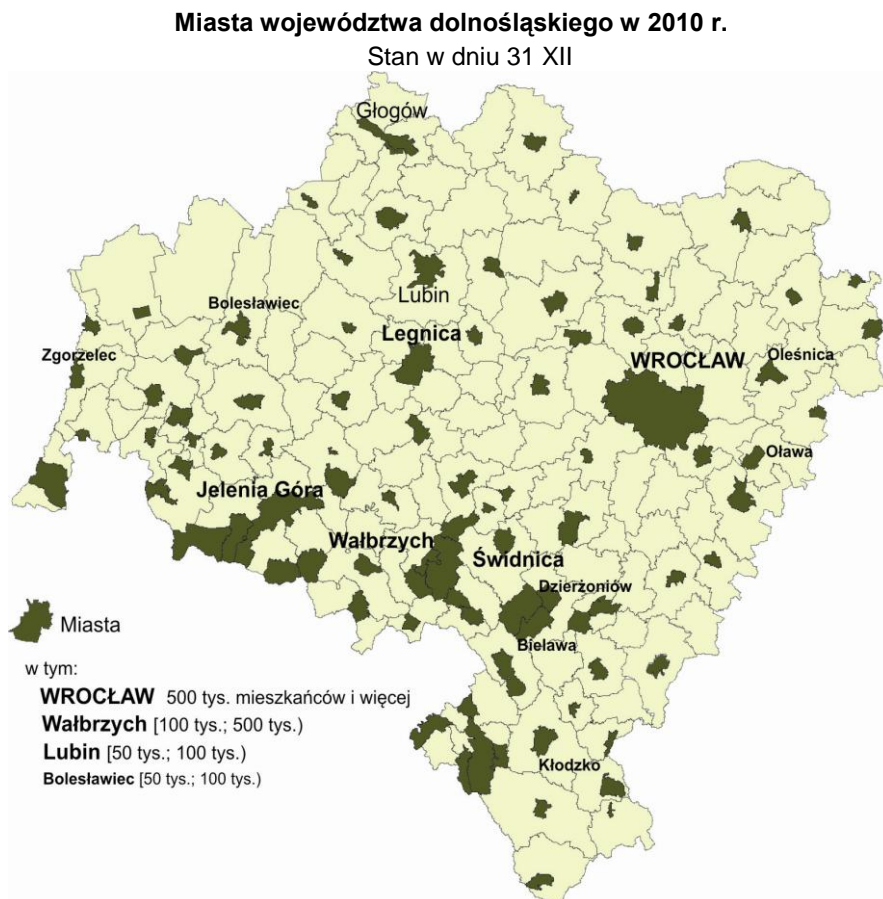 Miasta województwa dolnośląskiego w 2010 r.
Stan w dniu 31 XII
Głogów
Lubin
Bolesławiec
Legnica
Zgorzelec
WROCŁAW
Oleśnica
Oława
Jelenia Góra
Wałbrzych
Świdnica
Dzierżoniów
Bielawa
Kłodzko
Miasta
w tym:
WROCŁAW 500 tys. mieszkańców i więcej
Wałbrzych [100 tys.; 500 tys.)
Lubin [50 tys.; 100 tys.)
Bolesławiec [50 tys.; 100 tys.)